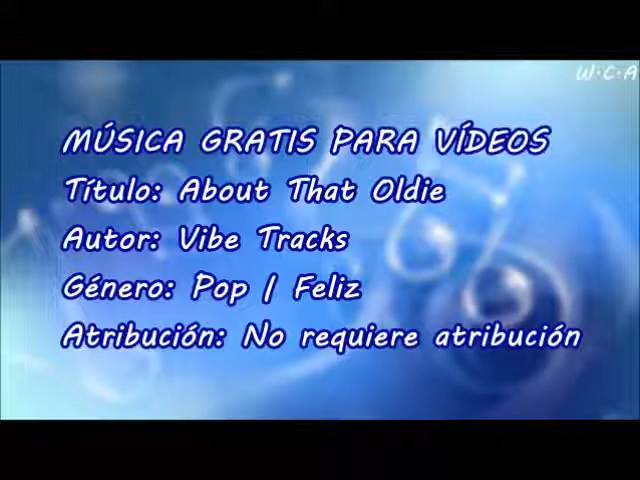 W.C.A
MÚSICA GRATIS PARA VÍDEOS
Título: About That Oldie
Autor: Vibe Tracks
Género: Pop / Feliz
Atribución: No requiere atribución